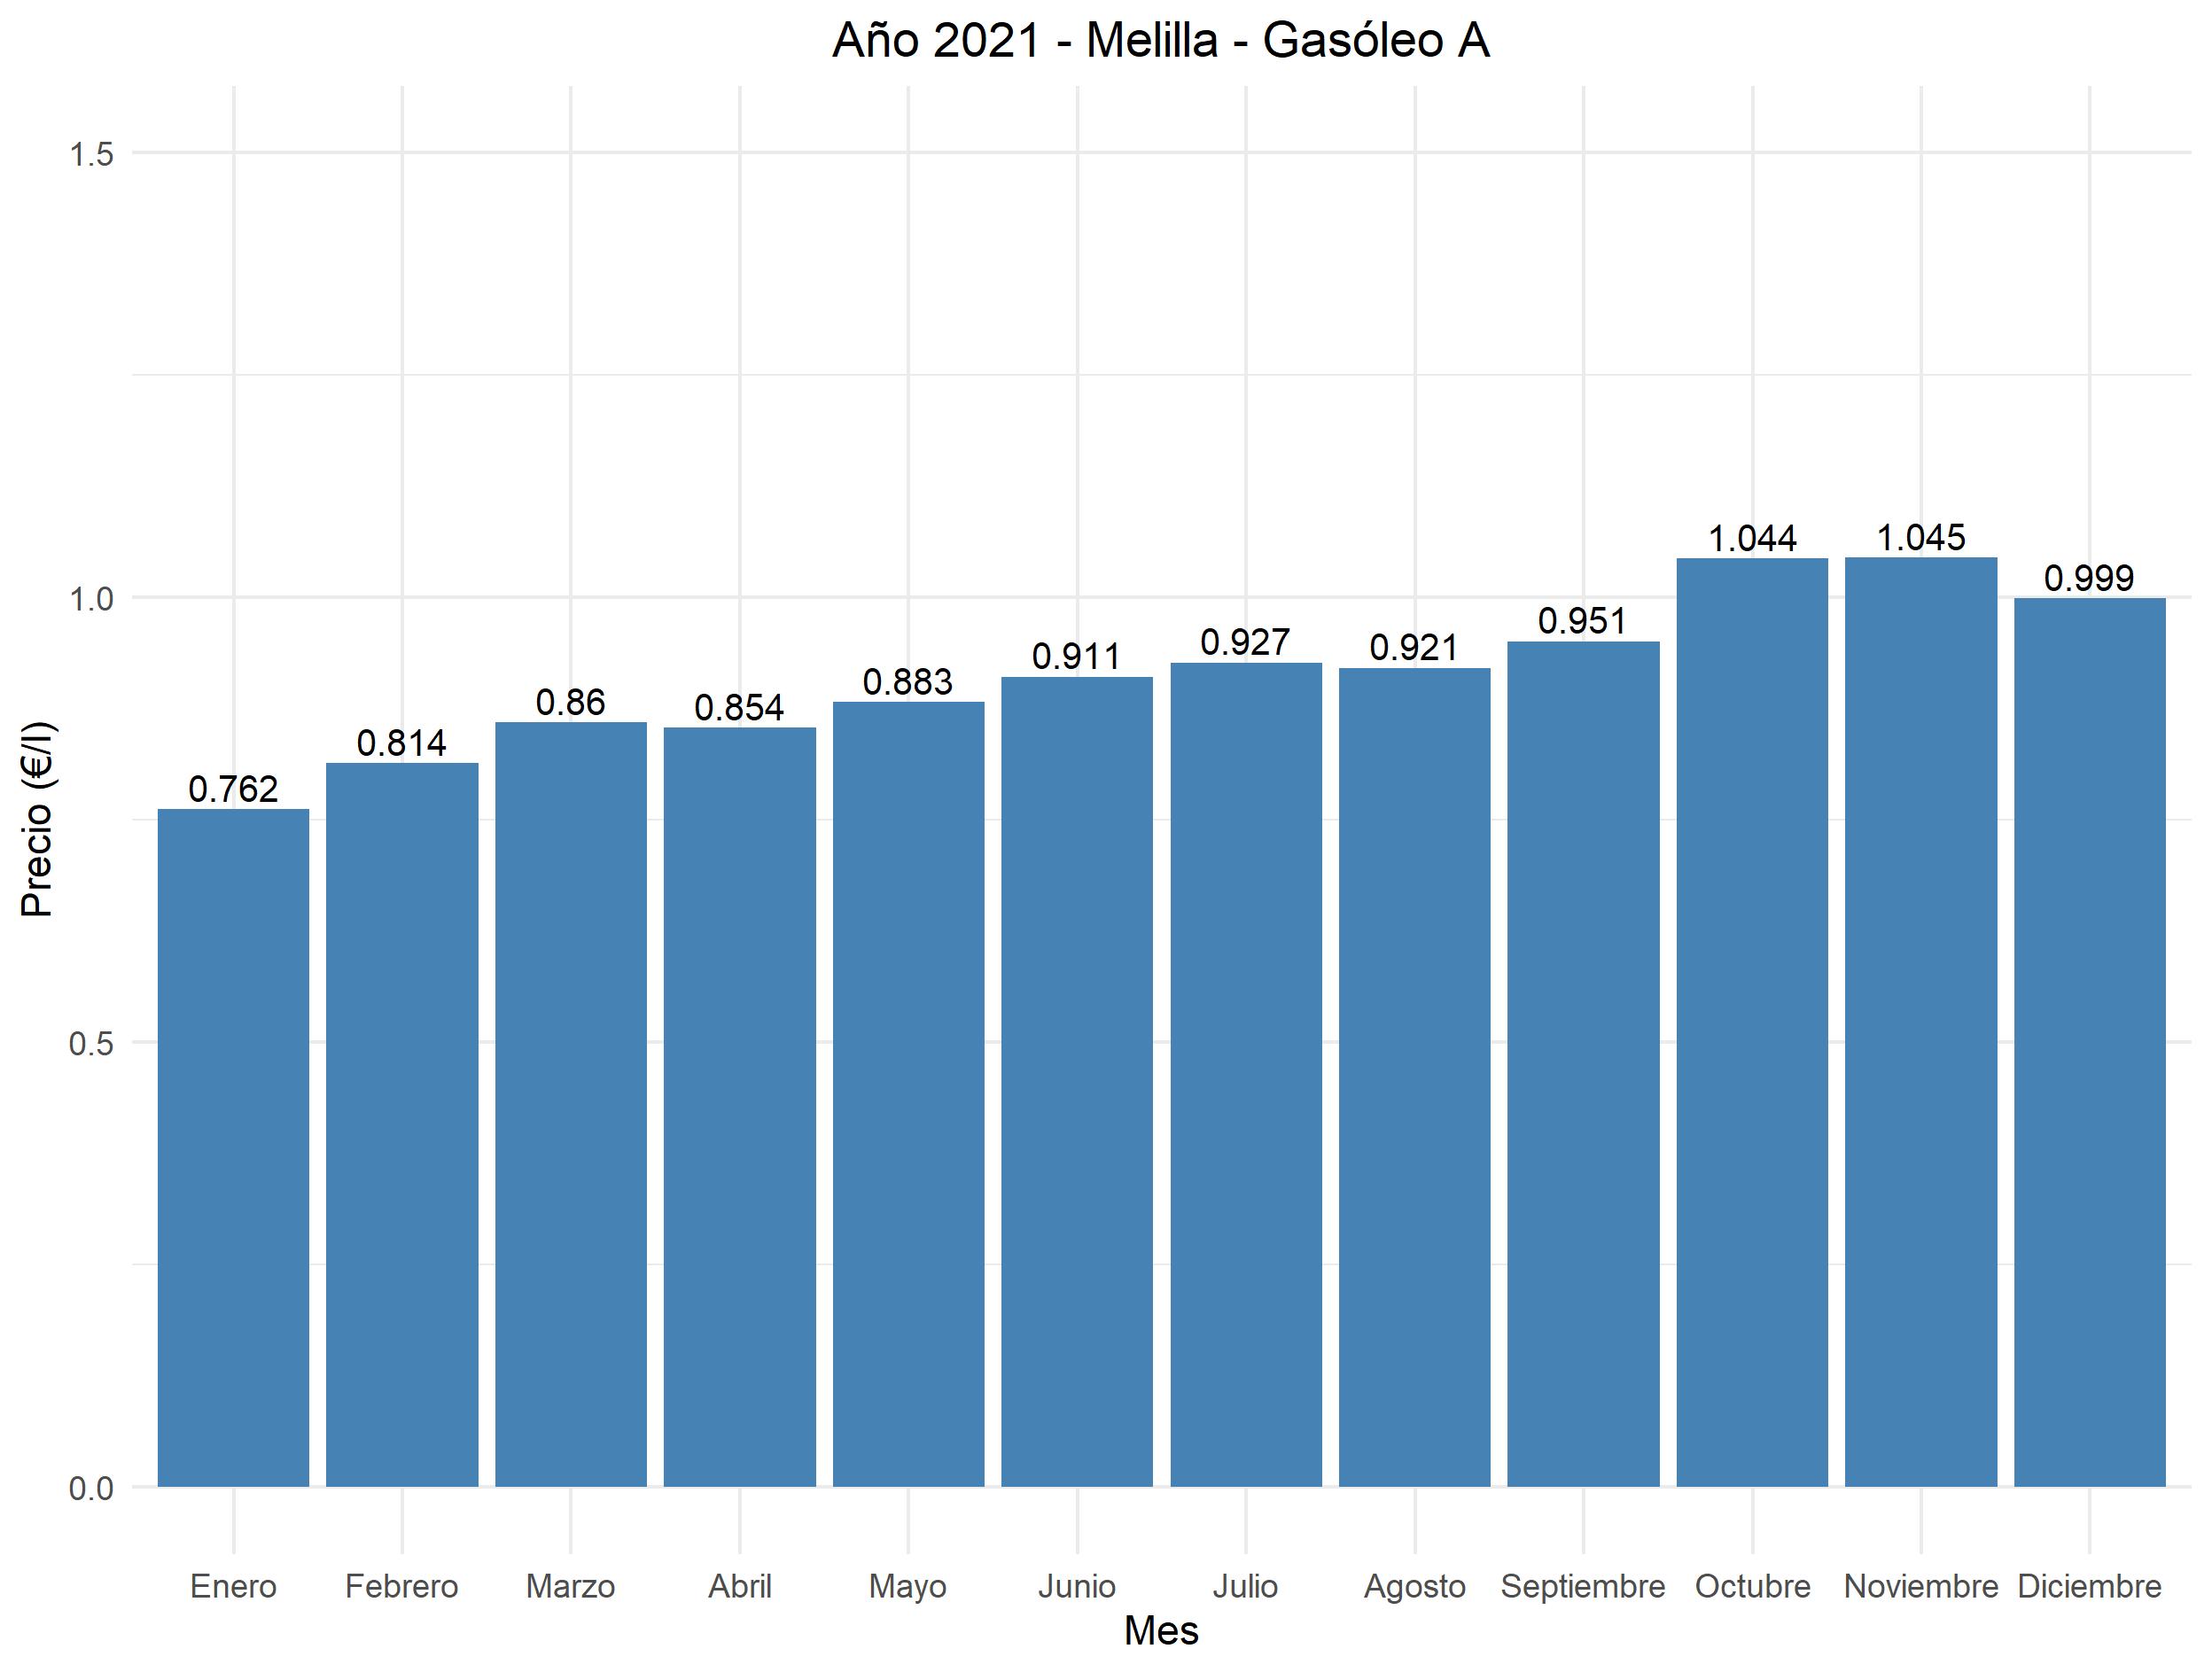 Año 2021 - Melilla - Gasóleo A
Precio (€/l)
1.5
1.0
0.5
0.0
0.762
0.814
0.86
0.854
0.883
0.911
0.927
0.921
0.951
1.044
1.045
0.999
Enero
Febrero
Marzo
Abril
Mayo
Junio
Julio
Agosto
Septiembre
Octubre
Noviembre
Diciembre
Mes